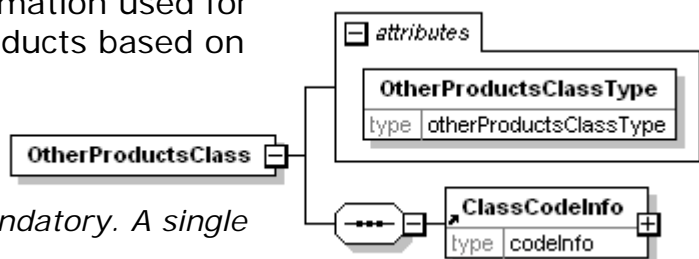 mation used for
ducts based on
attributes
OtherProductsClassType
type otherProductsClassType
OtherProductsClass
ndatory. A single
ClassCodeInfo
type codeInfo